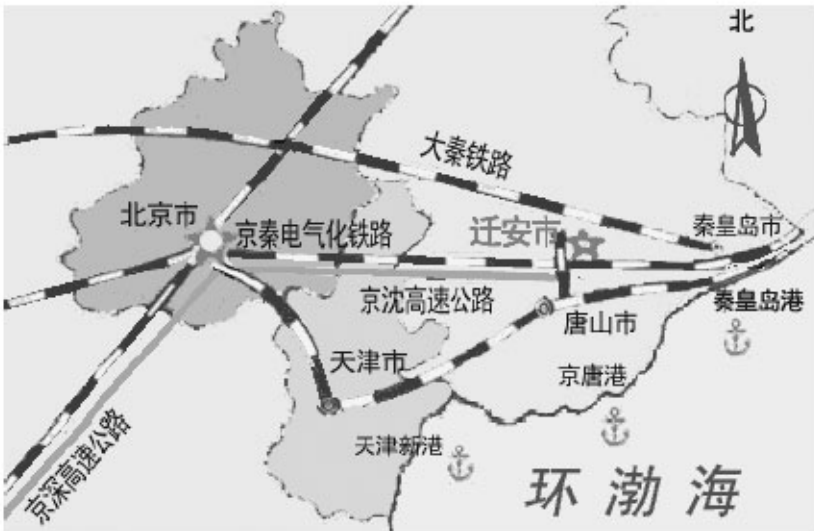 北
大秦铁路
北京市
京秦电气化铁路
迁安市
秦皇岛市
京沈高速公路
秦皇岛港
唐山市
天津市
京唐港
天津新港
京深高速公路
环渤海